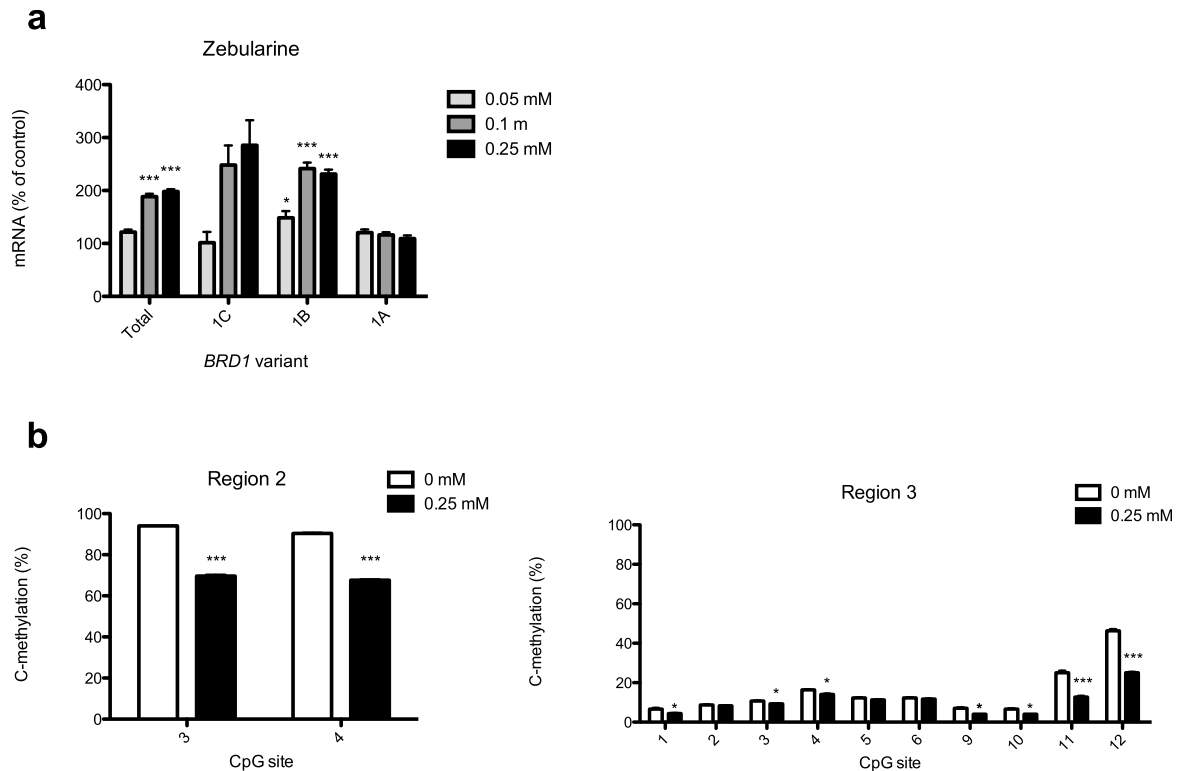 a
Zebularine
mRNA (% of control)
400
300
200
100
0
*** *** * *** ***
Total 1C 1B 1A
BRD1 variant
0.05 mM
0.1 m
0.25 mM
b
Region 2
0 mM
0.25 mM
C-methylation (%)
100
80
60
40
20
0
*** ***
3 4
CpG site
Region 3
0 mM
0.25 mM
C-methylation (%)
100
80
60
40
20
0
* * * * * *** ***
1 2 3 4 5 6 9 10 11 12
CpG site